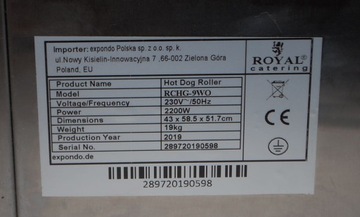 Importer: expondo Polska sp. z o.o. sp. k.
ul.Nowy Kisielin-Innowacyjna 7 ,66-002 Zielona Góra
Poland, EU
ROYAL
catering
Product Name Hot Dog Roller
Model RCHG-9WO
Voltage/Frequency 230V~/50Hz
Power 2200W
Dimensions 43 x 58.5 x 51.7cm
Weight 19kg
Production Year 2019
Serial No. 289720190598
expondo.de
CE
289720190598